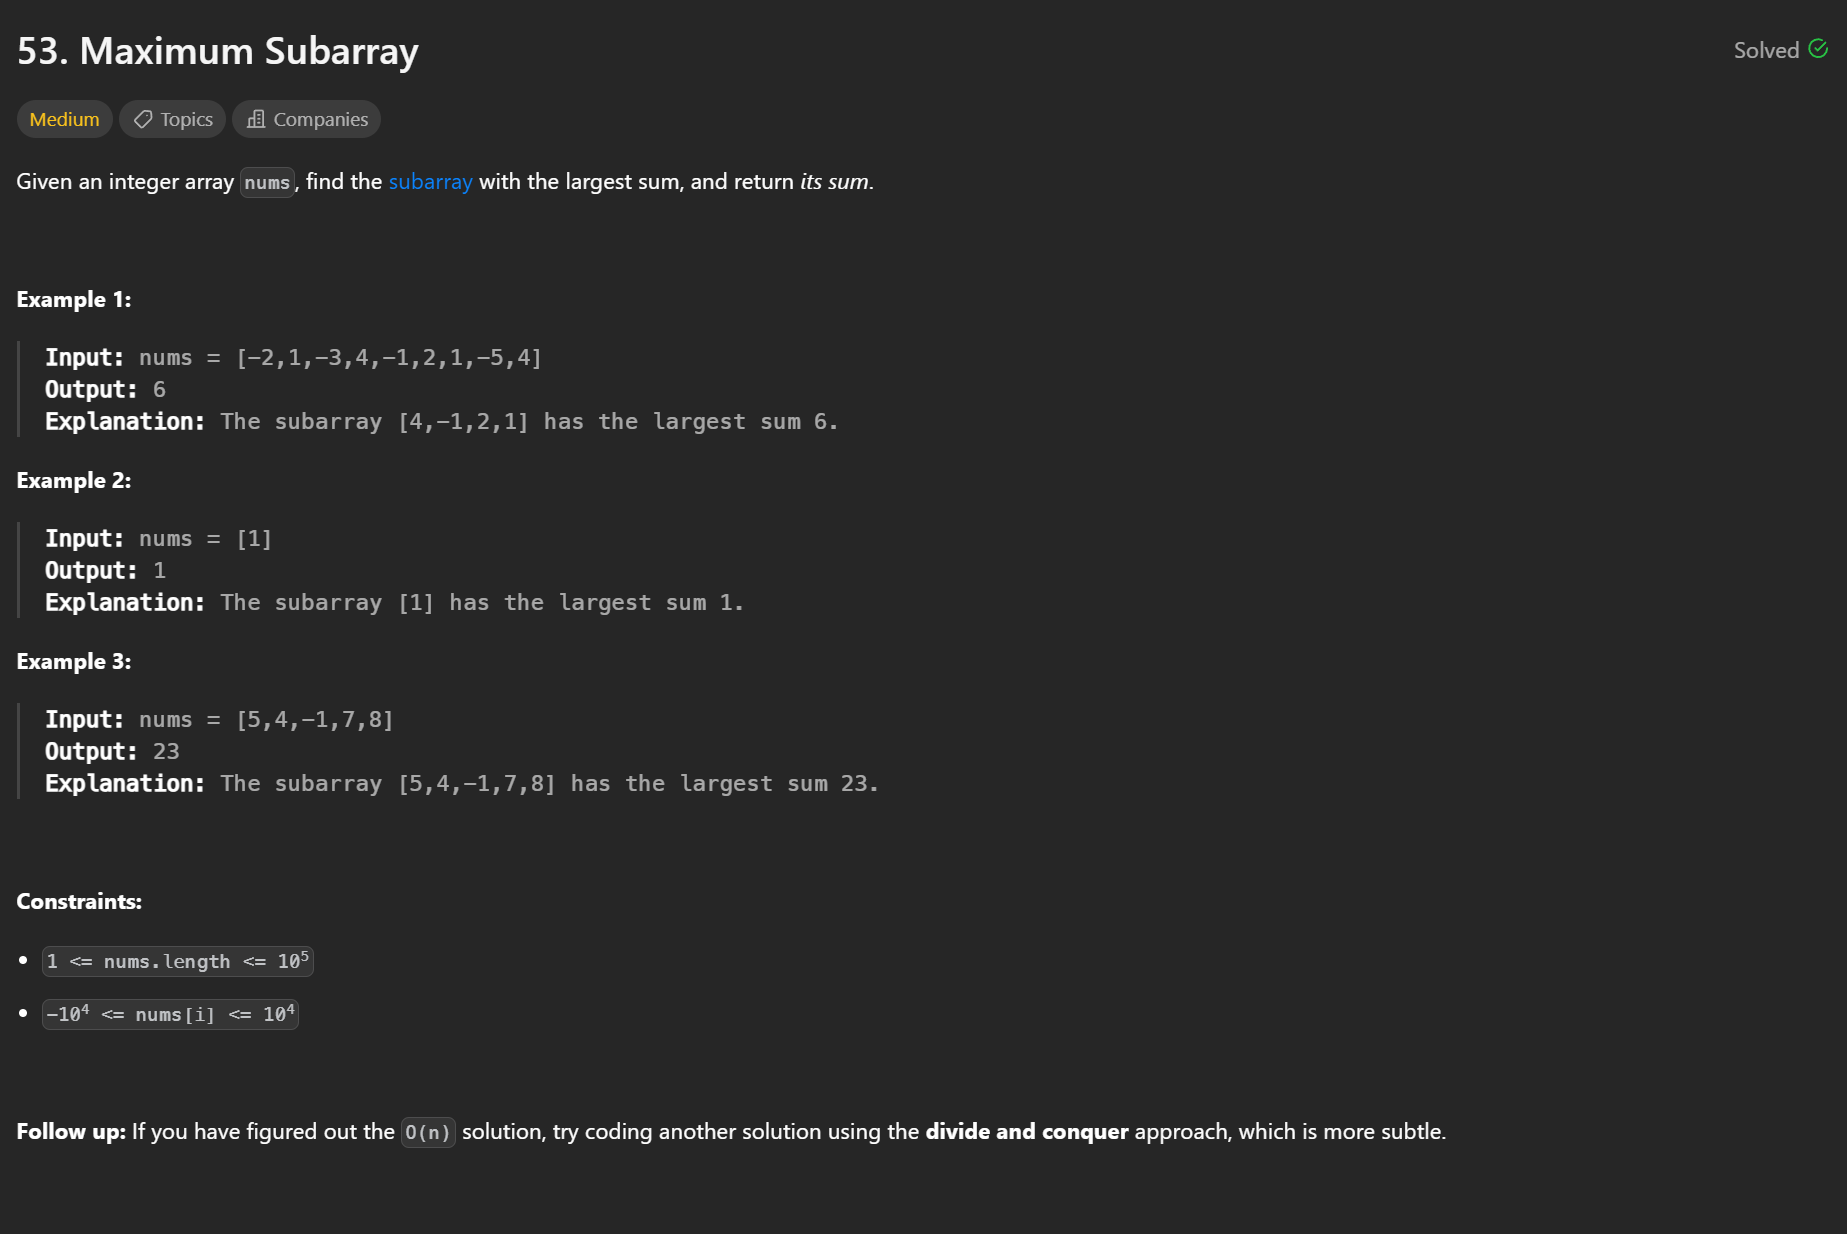 53. Maximum Subarray
Solved
Medium
Topics
Companies
Given an integer array nums, find the subarray with the largest sum, and return its sum.
Example 1:
Input: nums = [-2,1,-3,4,-1,2,1,-5,4]
Output: 6
Explanation: The subarray [4,-1,2,1] has the largest sum 6.
Example 2:
Input: nums = [1]
Output: 1
Explanation: The subarray [1] has the largest sum 1.
Example 3:
Input: nums = [5,4,-1,7,8]
Output: 23
Explanation: The subarray [5,4,-1,7,8] has the largest sum 23.
Constraints:
• 1 <= nums.length <= 10⁵
• -10⁴ <= nums[i] <= 10⁴
Follow up: If you have figured out the O(n) solution, try coding another solution using the divide and conquer approach, which is more subtle.